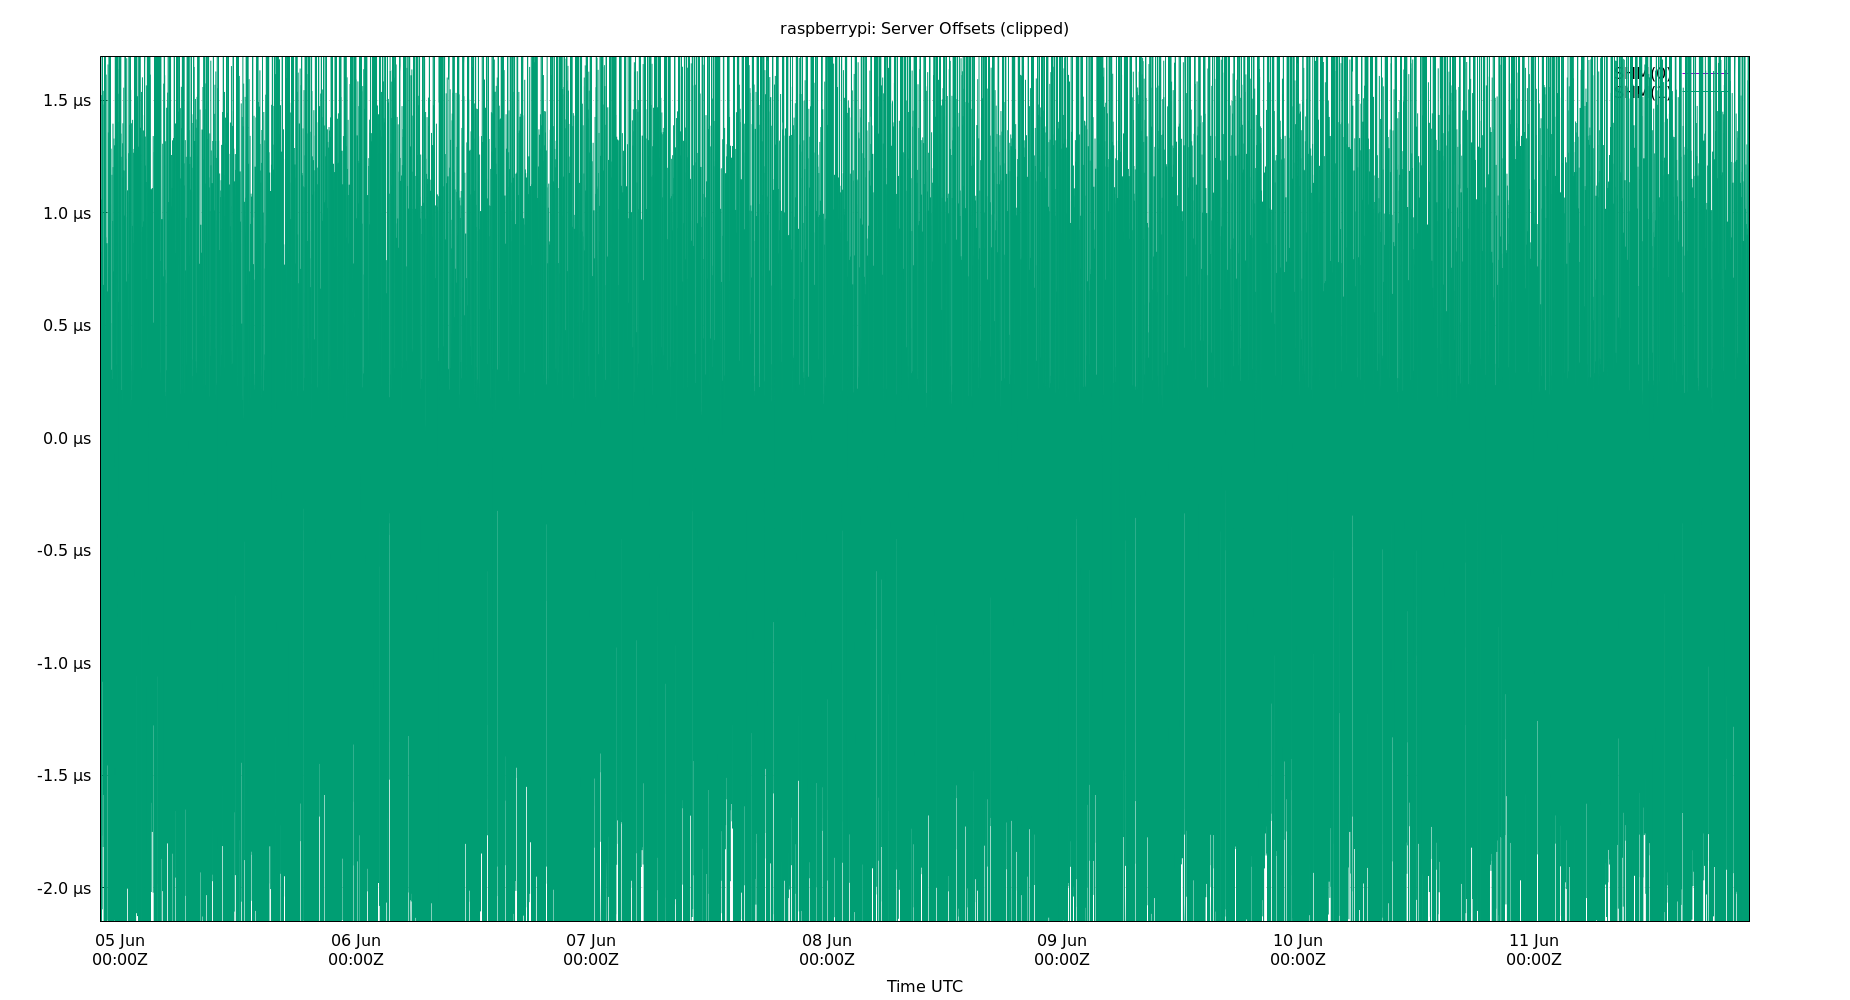 raspberrypi: Server Offsets (clipped)
SHM(0)
1.5 µs
1.0 µs
0.5 µs
0.0 µs
-0.5 µs
-1.0 µs
-1.5 µs
-2.0 µs
05 Jun
00:00Z
06 Jun
00:00Z
07 Jun
00:00Z
08 Jun
00:00Z
09 Jun
00:00Z
10 Jun
00:00Z
11 Jun
00:00Z
Time UTC